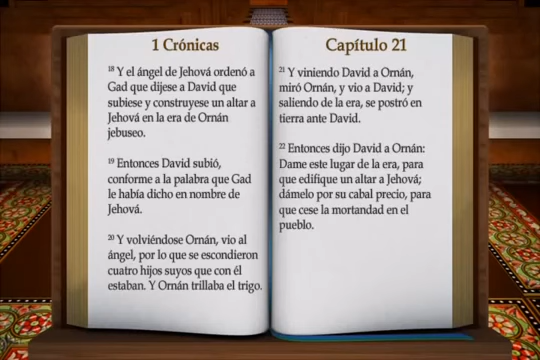 1 Crónicas
18 Y el ángel de Jehová ordenó a
Gad que dijese a David que
subiese y construyese un altar a
Jehová en la era de Ornán
jebuseo.
19 Entonces David subió,
conforme a la palabra que Gad
le había dicho en nombre de
Jehová.
20 Y volviéndose Ornán, vio al
ángel, por lo que se escondieron
cuatro hijos suyos que con él
estaban. Y Ornán trillaba el trigo.
Capítulo 21
21 Y viniendo David a Ornán,
miró Ornán, y vio a David; y
saliendo de la era, se postró en
tierra ante David.
22 Entonces dijo David a Ornán:
Dame este lugar de la era, para
que edifique un altar a Jehová;
dámelo por su cabal precio, para
que cese la mortandad en el
pueblo.